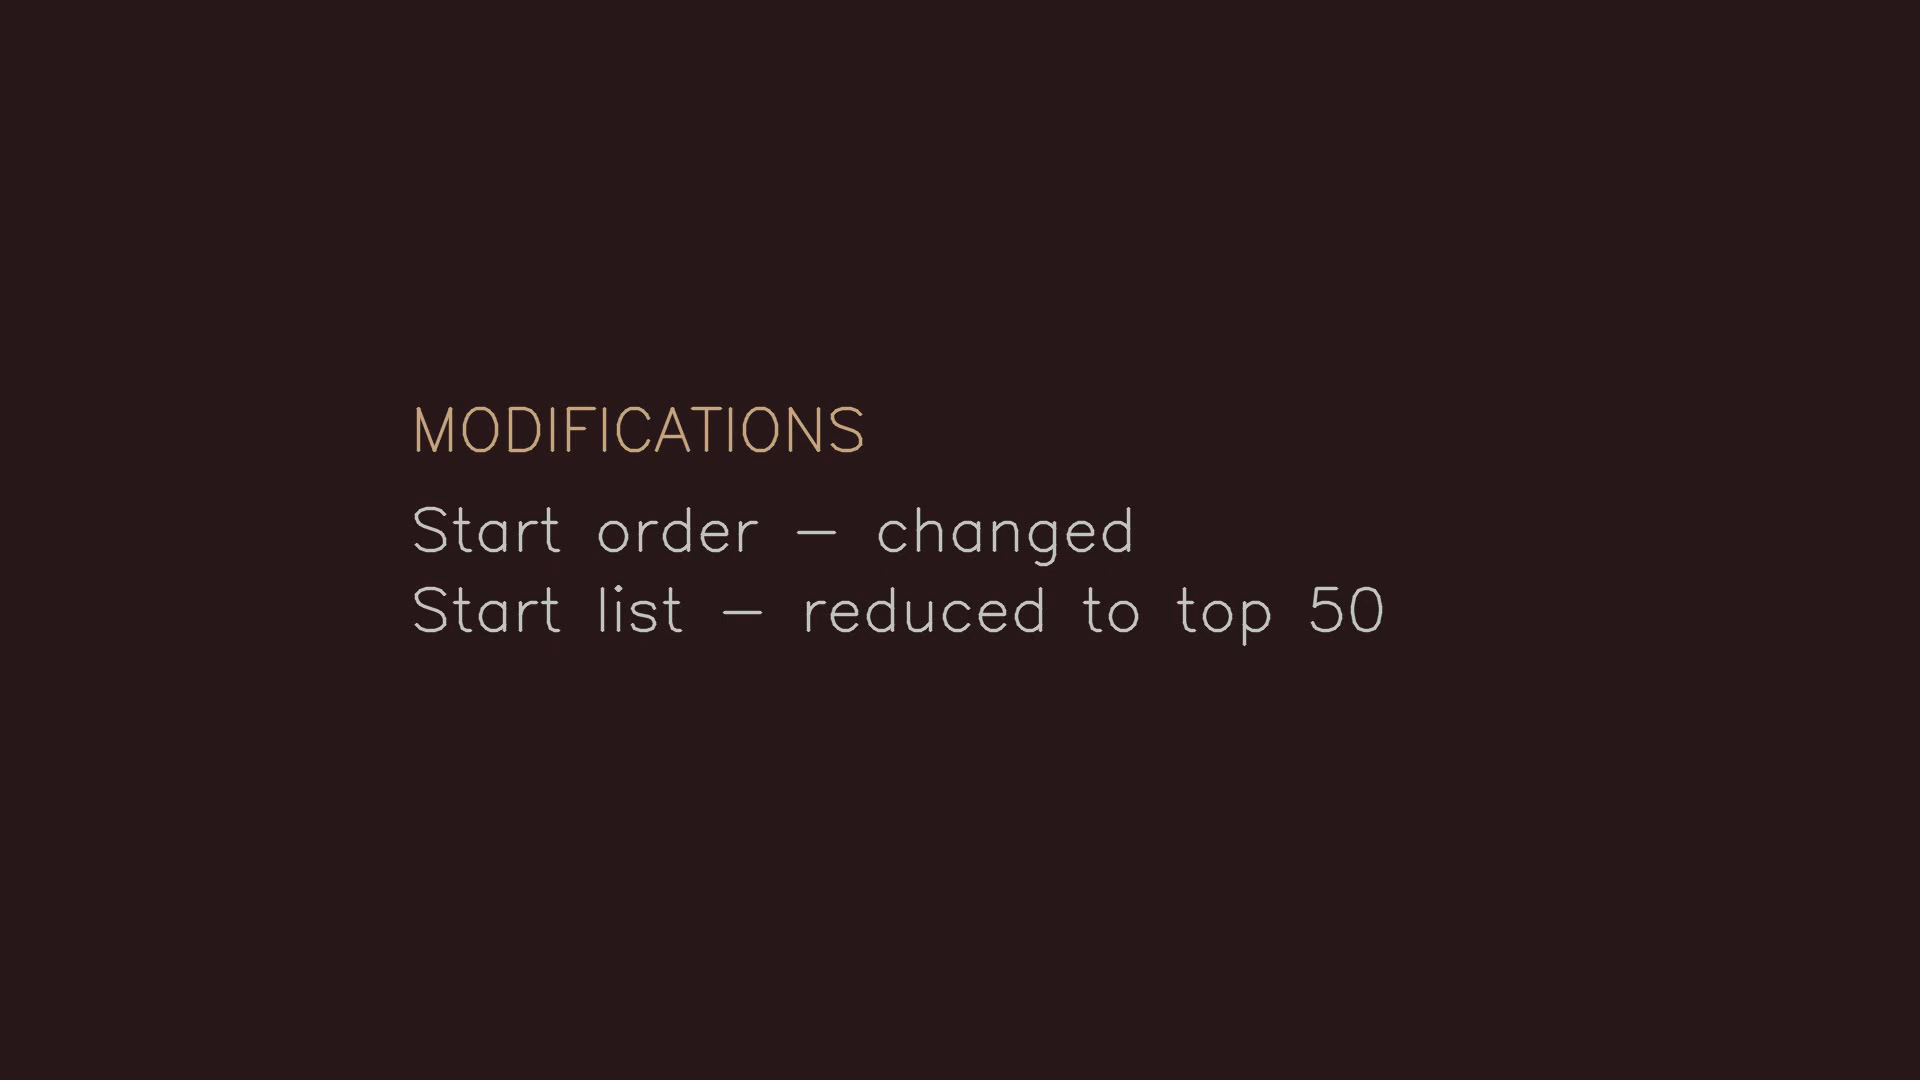 MODIFICATIONS
Start order – changed
Start list – reduced to top 50